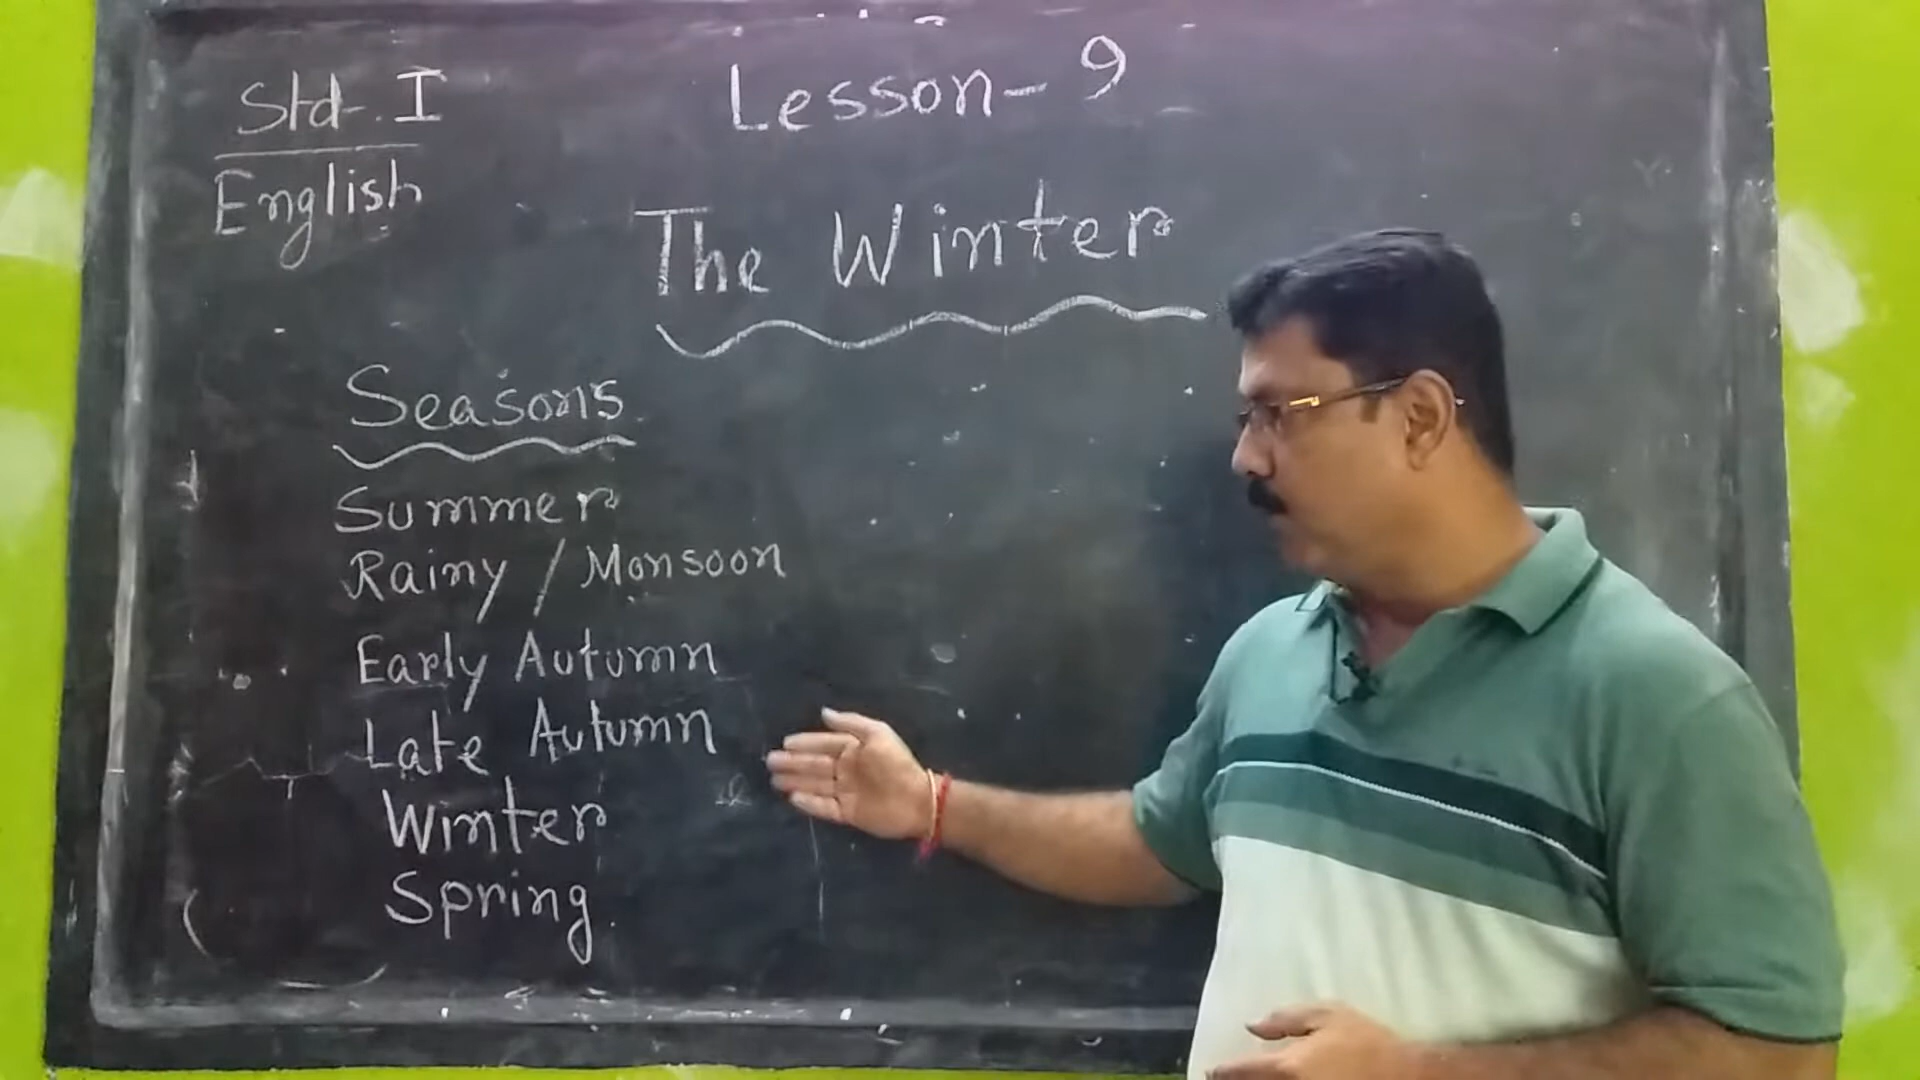 Std. I
English
Lesson - 9
The Winter
Seasons
Summer
Rainy / Monsoon
Early Autumn
Late Autumn
Winter
Spring.